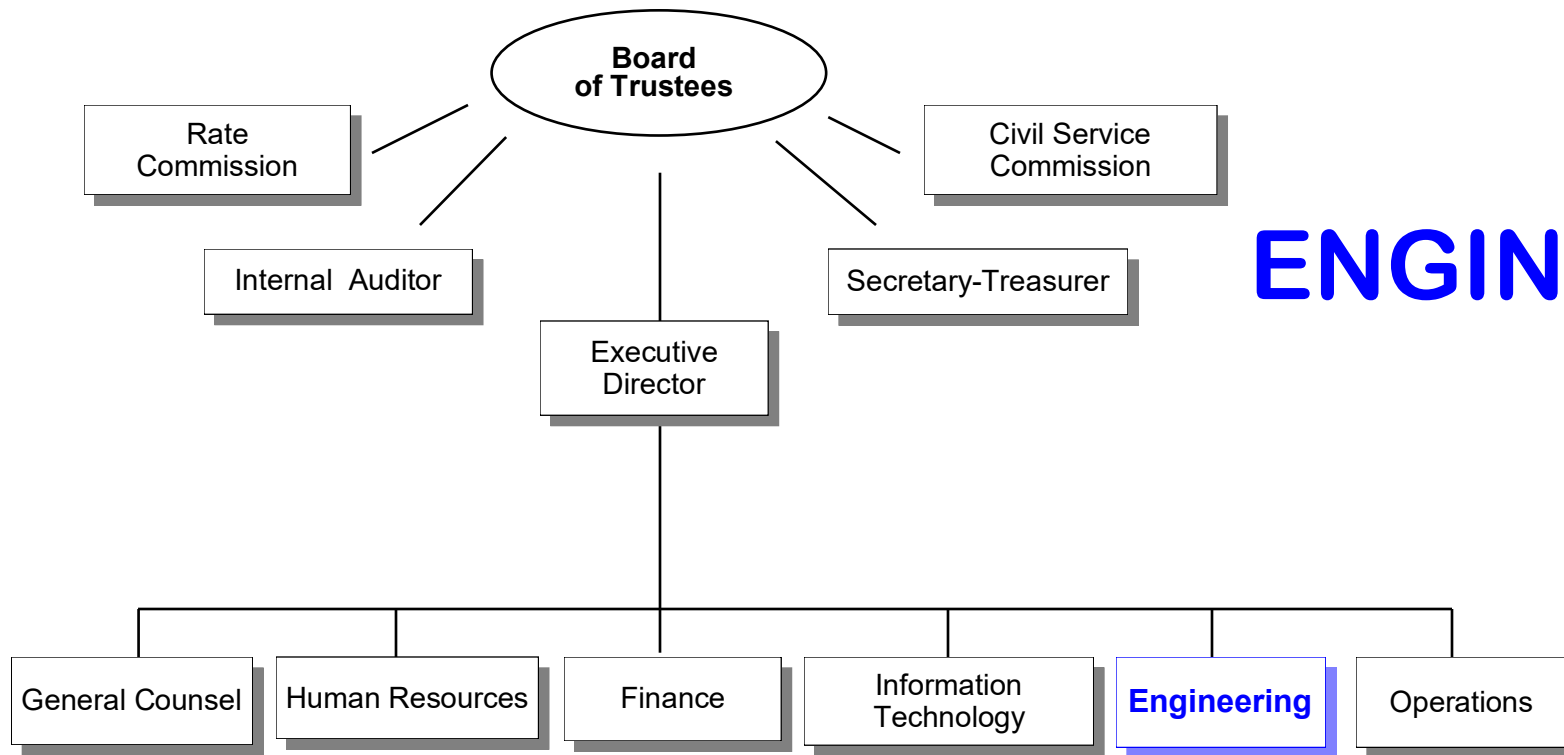 Board
of Trustees
Rate
Commission
Civil Service
Commission
Internal Auditor
Secretary-Treasurer
ENGIN
Executive
Director
General Counsel
Human Resources
Finance
Information
Technology
Engineering
Operations